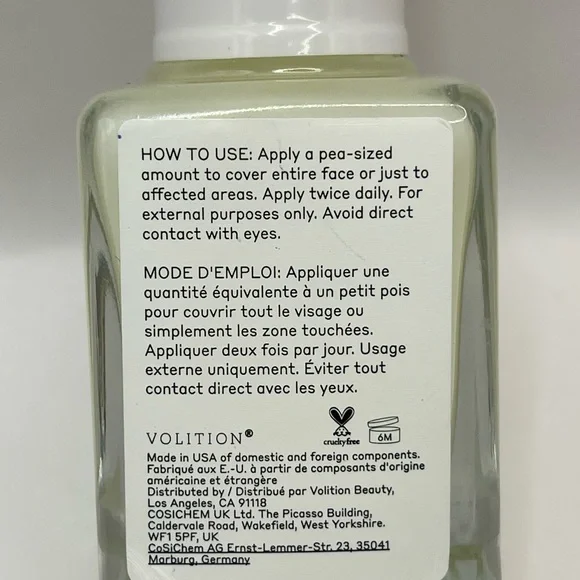 HOW TO USE: Apply a pea-sized
amount to cover entire face or just to
affected areas. Apply twice daily. For
external purposes only. Avoid direct
contact with eyes.
MODE D'EMPLOI: Appliquer une
quantité équivalente à un petit pois
pour couvrir tout le visage ou
simplement les zone touchées.
Appliquer deux fois par jour. Usage
externe uniquement. Éviter tout
contact direct avec les yeux.
crueltyfree
6M
VOLITION®
Made in USA of domestic and foreign components.
Fabriqué aux E.-U. à partir de composants d'origine
américaine et étrangère
Distributed by / Distribué par Volition Beauty,
Los Angeles, CA 91118
COSICHEM UK Ltd. The Picasso Building,
Caldervale Road, Wakefield, West Yorkshire.
WF1 5PF, UK
CoSiChem AG Ernst-Lemmer-Str. 23, 35041
Marburg, Germany